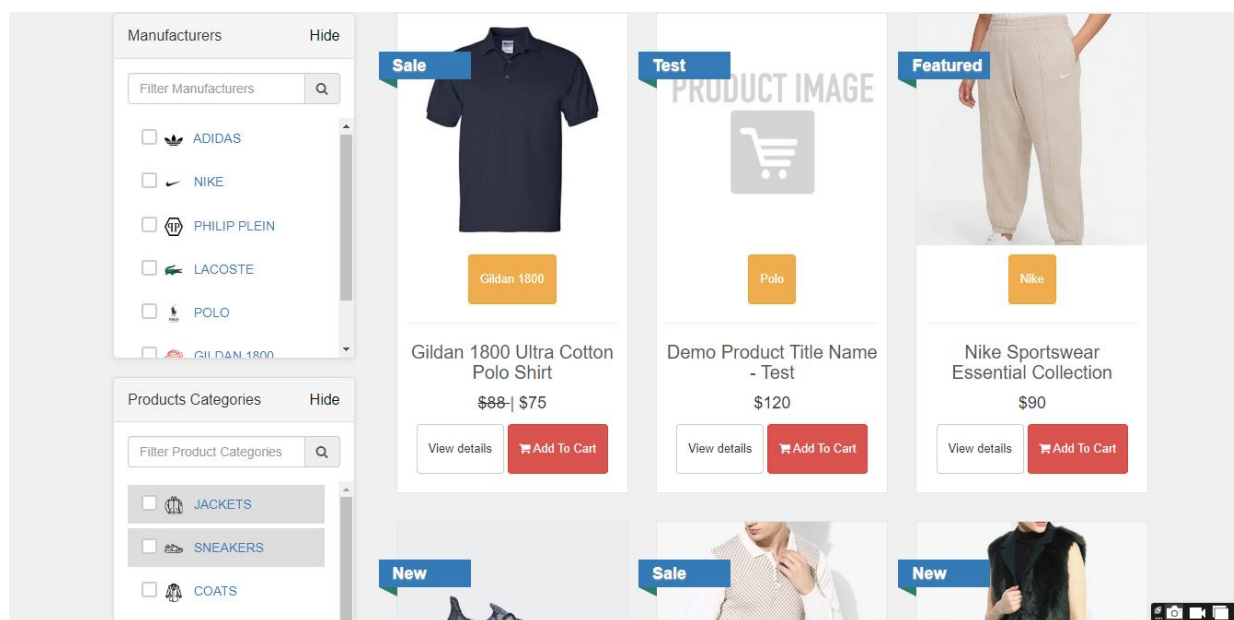 Manufacturers Hide
Filter Manufacturers
ADIDAS
NIKE
PHILIP PLEIN
LACOSTE
POLO
GILDAN 1800
Products Categories Hide
Filter Product Categories
JACKETS
SNEAKERS
COATS
Sale
Gildan 1800
Gildan 1800 Ultra Cotton
Polo Shirt
$88 | $75
View details Add To Cart
Test
PRODUCT IMAGE
Polo
Demo Product Title Name
- Test
$120
View details Add To Cart
Featured
Nike
Nike Sportswear
Essential Collection
$90
View details Add To Cart
New
Sale
New